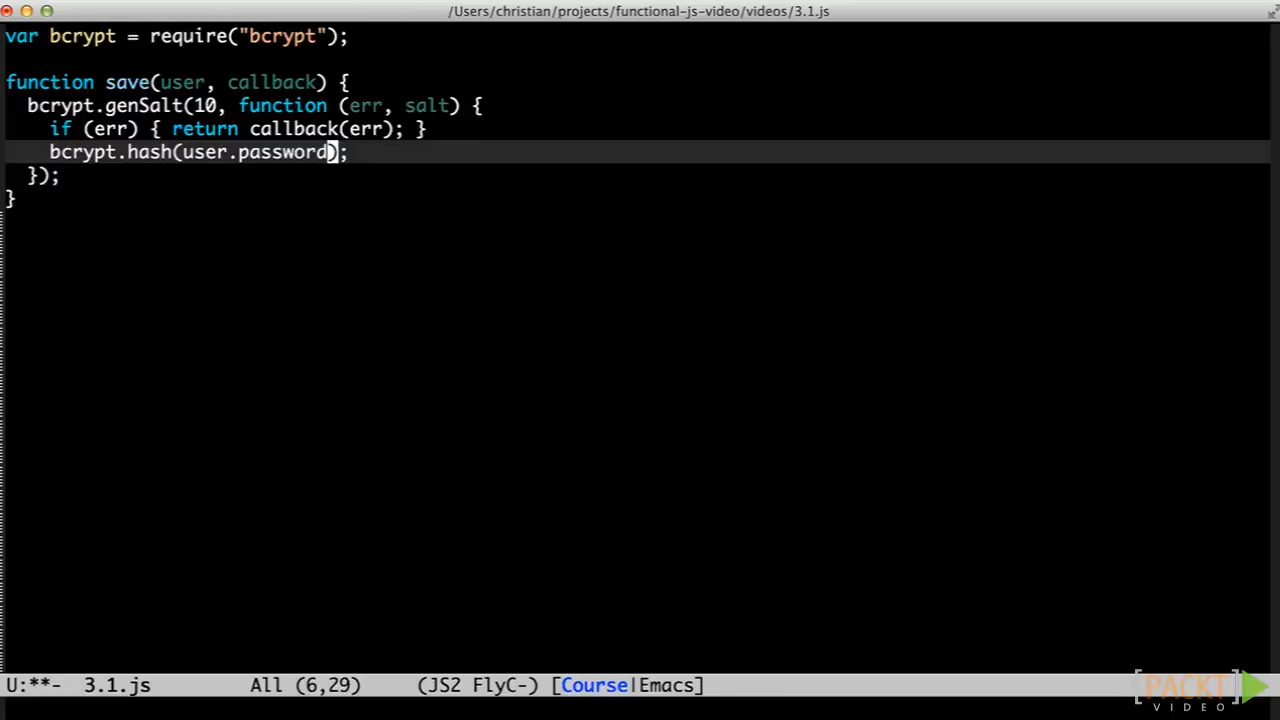 /Users/christian/projects/functional-js-video/videos/3.1.js
var bcrypt = require("bcrypt");
function save(user, callback) {
  bcrypt.genSalt(10, function (err, salt) {
    if (err) { return callback(err); }
    bcrypt.hash(user.password);
  });
}
U:**-  3.1.js         All (6,29)     (JS2 FlyC-) [Course|Emacs]
[PACKT]
VIDEO